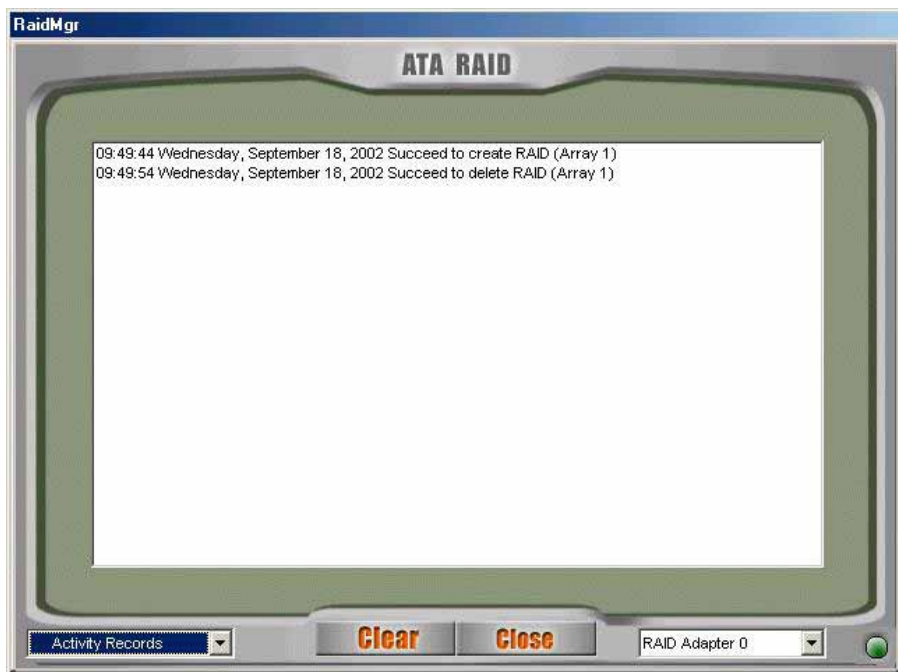 RaidMgr
ATA RAID
09:49:44 Wednesday, September 18, 2002 Succeed to create RAID (Array 1)
09:49:54 Wednesday, September 18, 2002 Succeed to delete RAID (Array 1)
Activity Records
Clear
Close
RAID Adapter 0